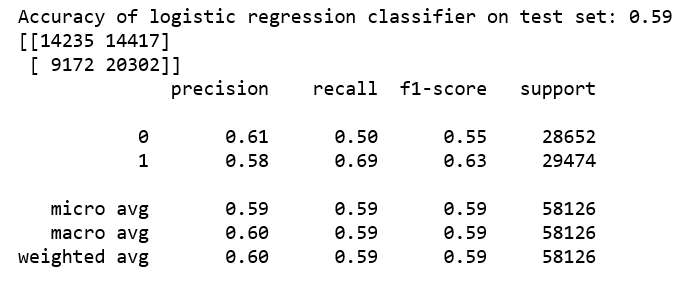 Accuracy of logistic regression classifier on test set: 0.59
[[14235 14417]
 [ 9172 20302]]
              precision    recall  f1-score   support

           0       0.61      0.50      0.55     28652
           1       0.58      0.69      0.63     29474

   micro avg       0.59      0.59      0.59     58126
   macro avg       0.60      0.59      0.59     58126
weighted avg       0.60      0.59      0.59     58126